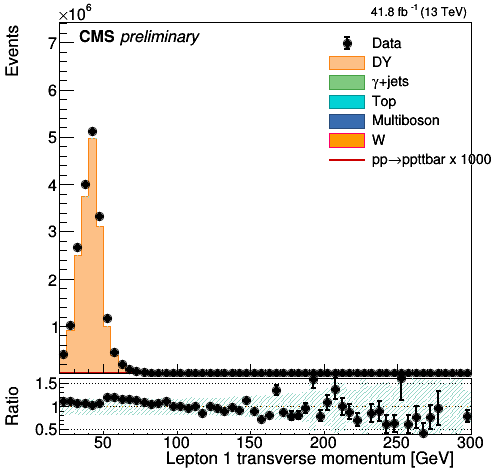 ×10⁶
41.8 fb⁻¹ (13 TeV)
CMS preliminary
Events
7
6
5
4
3
2
1
Data
DY
γ+jets
Top
Multiboson
W
pp→ppttbar x 1000
Ratio
1.5
1
0.5
50 100 150 200 250 300
Lepton 1 transverse momentum [GeV]